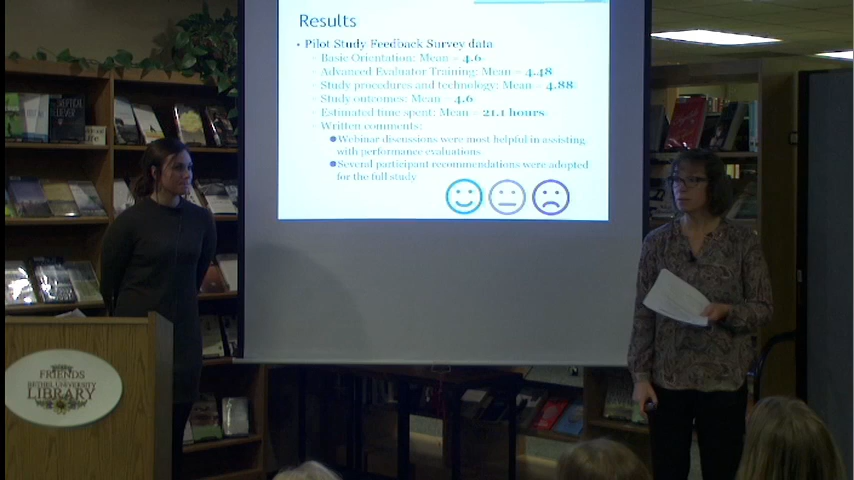 Results
• Pilot Study Feedback Survey data
– Basic Orientation: Mean = 4.6
– Advanced Evaluator Training: Mean = 4.48
– Study procedures and technology: Mean = 4.88
– Study outcomes: Mean = 4.6
– Estimated time spent: Mean = 21.1 hours
– Written comments:
●Webinar discussions were most helpful in assisting
with performance evaluations
●Several participant recommendations were adopted
for the full study
FRIENDS
BETHEL UNIVERSITY
LIBRARY